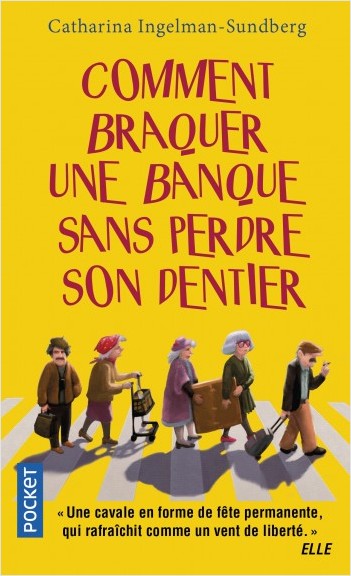 Catharina Ingelman-Sundberg
COMMENT
BRAQUER
UNE BANQUE
SANS PERDRE
SON DENTIER
POCKET
« Une cavale en forme de fête permanente,
qui rafraîchit comme un vent de liberté. »
ELLE